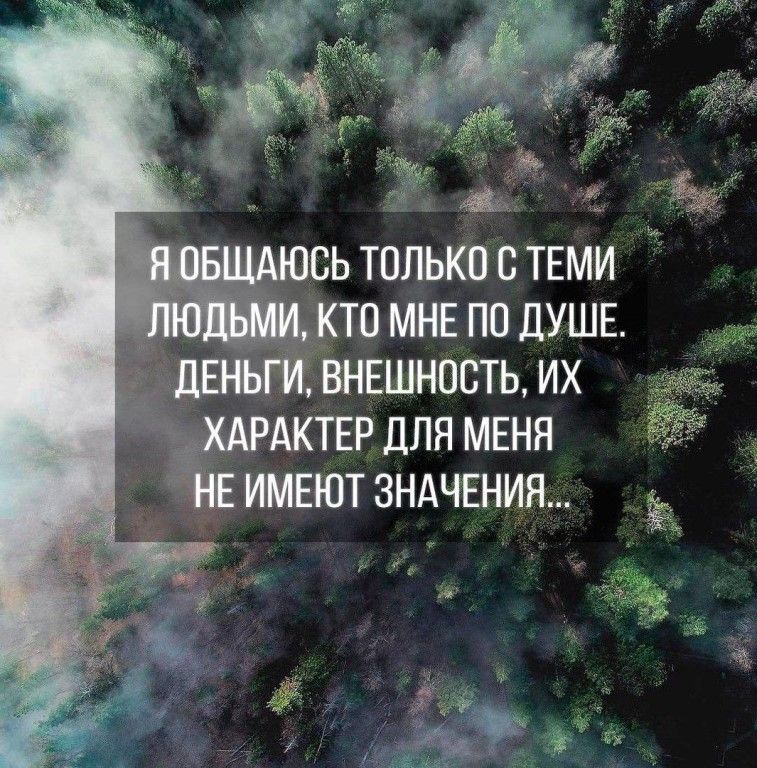 Я ОБЩАЮСЬ ТОЛЬКО С ТЕМИ
ЛЮДЬМИ, КТО МНЕ ПО ДУШЕ.
ДЕНЬГИ, ВНЕШНОСТЬ, ИХ
ХАРАКТЕР ДЛЯ МЕНЯ
НЕ ИМЕЮТ ЗНАЧЕНИЯ...